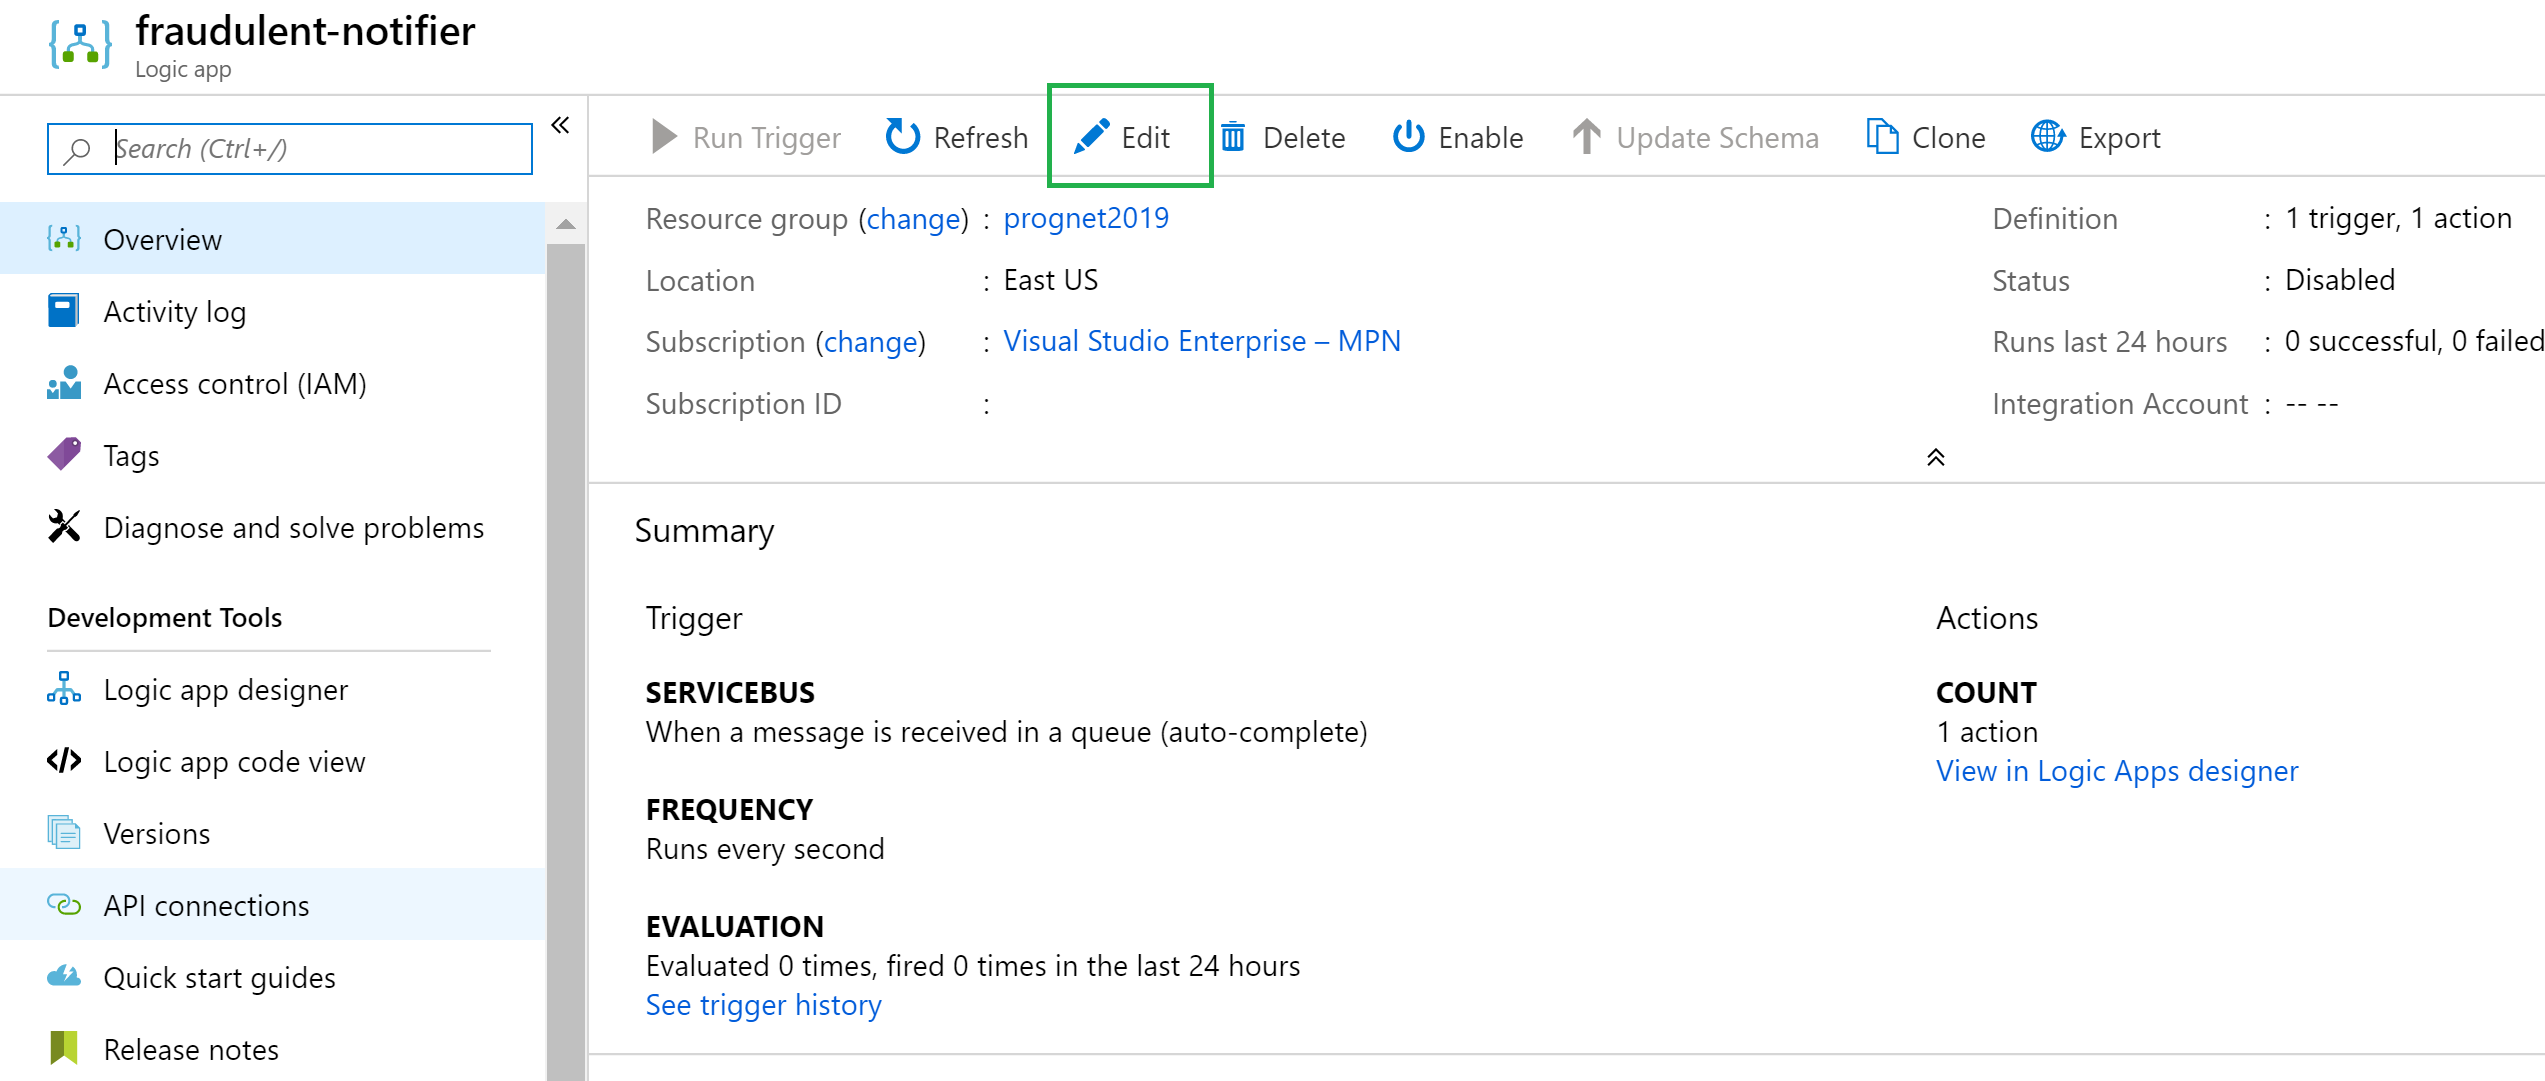 fraudulent-notifier
Logic app
Search (Ctrl+/)
Overview
Activity log
Access control (IAM)
Tags
Diagnose and solve problems
Development Tools
Logic app designer
Logic app code view
Versions
API connections
Quick start guides
Release notes
Run Trigger Refresh Edit Delete Enable Update Schema Clone Export
Resource group (change) : prognet2019
Location : East US
Subscription (change) : Visual Studio Enterprise – MPN
Subscription ID :
Definition : 1 trigger, 1 action
Status : Disabled
Runs last 24 hours : 0 successful, 0 failed
Integration Account : -- --
Summary
Trigger
SERVICEBUS
When a message is received in a queue (auto-complete)
FREQUENCY
Runs every second
EVALUATION
Evaluated 0 times, fired 0 times in the last 24 hours
See trigger history
Actions
COUNT
1 action
View in Logic Apps designer